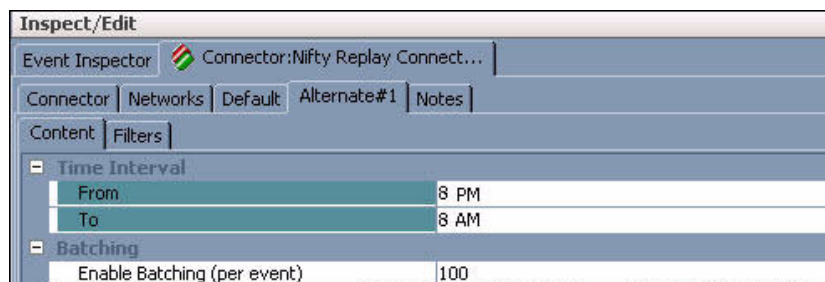 Inspect/Edit
Event Inspector Connector:Nifty Replay Connect...
Connector Networks Default Alternate#1 Notes
Content Filters
Time Interval
From 8 PM
To 8 AM
Batching
Enable Batching (per event) 100